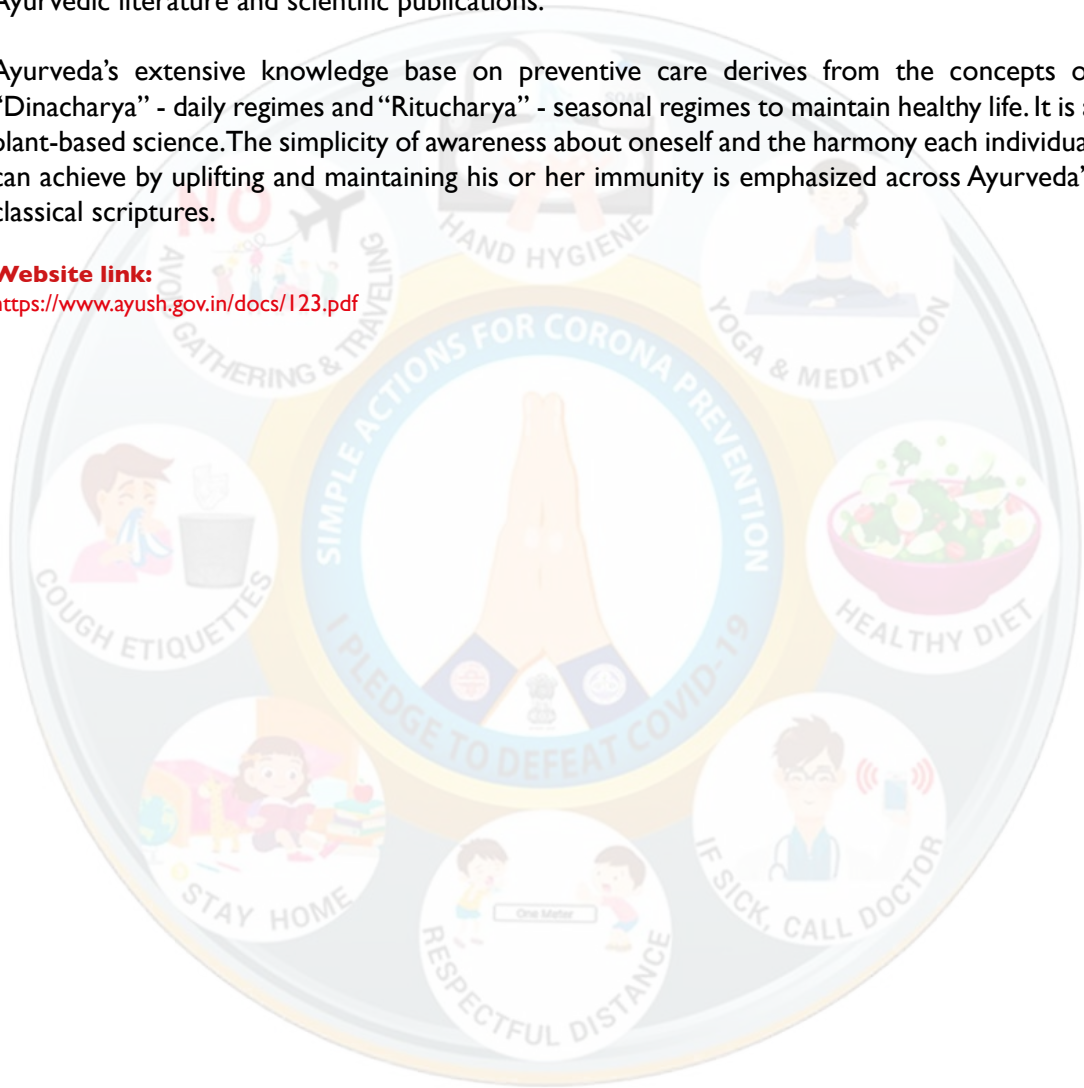 Ayurvedic literature and scientific publications.
Ayurveda's extensive knowledge base on preventive care derives from the concepts o
"Dinacharya" - daily regimes and "Ritucharya" - seasonal regimes to maintain healthy life. It is a
plant-based science. The simplicity of awareness about oneself and the harmony each individua
can achieve by uplifting and maintaining his or her immunity is emphasized across Ayurveda'
classical scriptures.
Website link:
https://www.ayush.gov.in/docs/123.pdf
SOAP
HAND HYGIENE
NO
AVOID GATHERING & TRAVELING
YOGA & MEDITATION
SIMPLE ACTIONS FOR CORONA PREVENTION
I PLEDGE TO DEFEAT COVID-19
COUGH ETIQUETTES
HEALTHY DIET
STAY HOME
One Meter
RESPECTFUL DISTANCE
IF SICK, CALL DOCTOR